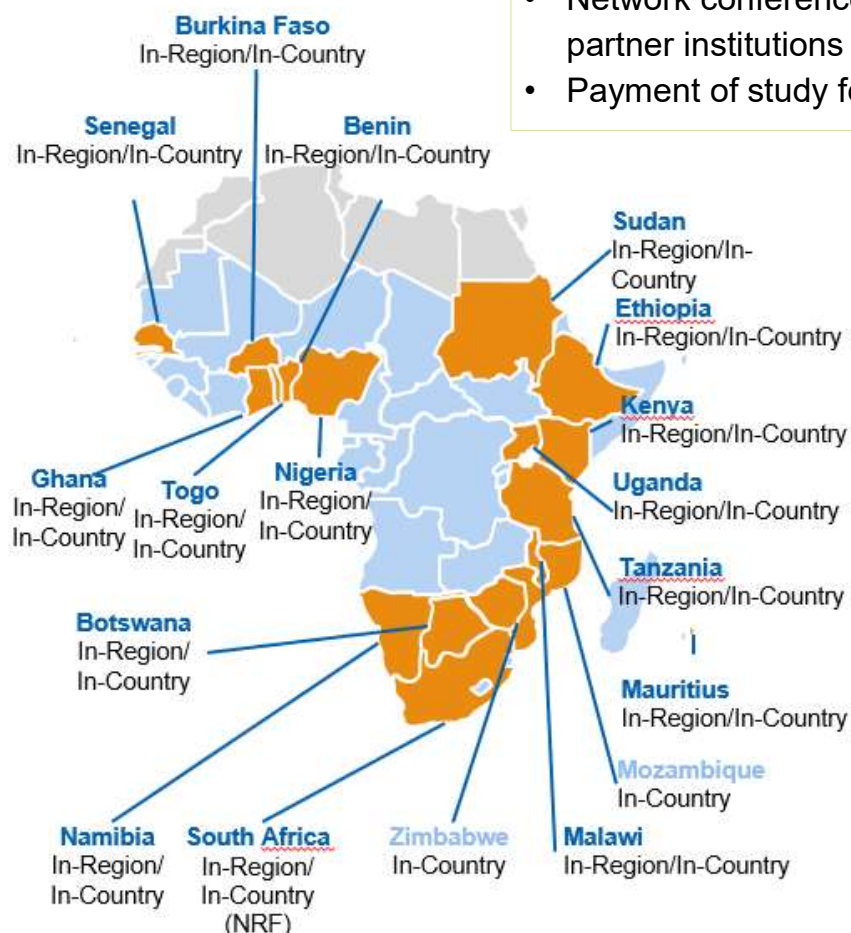 Network conference
partner institutions
• Payment of study f
Burkina Faso
In-Region/In-Country
Senegal
In-Region/In-Country
Benin
In-Region/In-Country
Sudan
In-Region/In-
Country
Ethiopia
In-Region/In-Country
Kenya
In-Region/In-Country
Uganda
In-Region/In-Country
Tanzania
In-Region/In-Country
Mauritius
In-Region/In-Country
Mozambique
In-Country
Ghana
In-Region/
In-Country
Togo
In-Region/
In-Country
Nigeria
In-Region/
In-Country
Botswana
In-Region/
In-Country
Namibia
In-Region/
In-Country
South Africa
In-Region/
In-Country
(NRF)
Zimbabwe
In-Country
Malawi
In-Region/In-Country